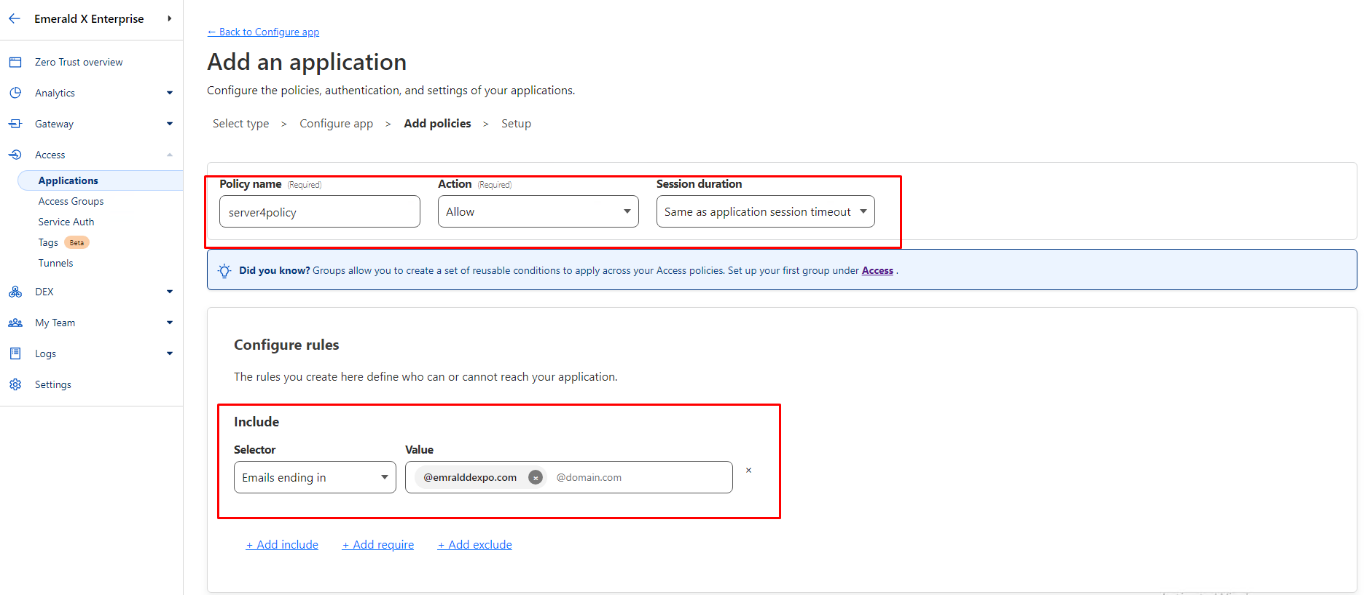 Emerald X Enterprise
Zero Trust overview
Analytics
Gateway
Access
Applications
Access Groups
Service Auth
Tags Beta
Tunnels
DEX
My Team
Logs
Settings
← Back to Configure app
Add an application
Configure the policies, authentication, and settings of your applications.
Select type > Configure app > Add policies > Setup
Policy name (Required) Action (Required) Session duration
server4policy Allow Same as application session timeout
Did you know? Groups allow you to create a set of reusable conditions to apply across your Access policies. Set up your first group under Access .
Configure rules
The rules you create here define who can or cannot reach your application.
Include
Selector Value
Emails ending in @emralddexpo.com × @domain.com ×
+ Add include + Add require + Add exclude